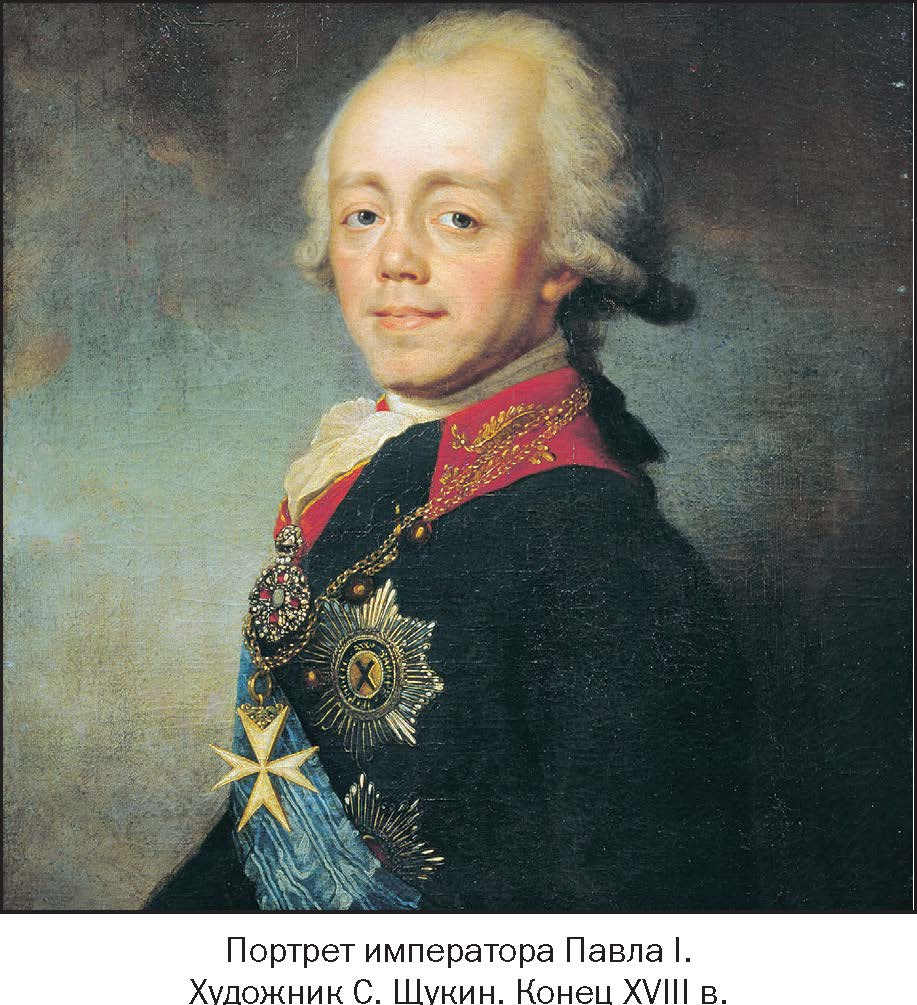 Портрет императора Павла I.
Художник С. Щукин. Конец XVIII в.